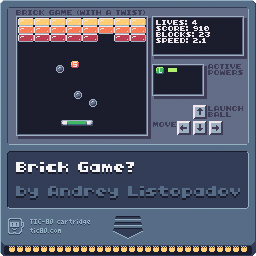 BRICK GAME (WITH A TWIST)
LIVES: 4
SCORE: 910
BLOCKS: 23
SPEED: 2.1
S
L
ACTIVE
POWERS
LAUNCH
BALL
MOVE
Brick Game?
by Andrey Listopadov
TIC-80 cartridge
tic80.com